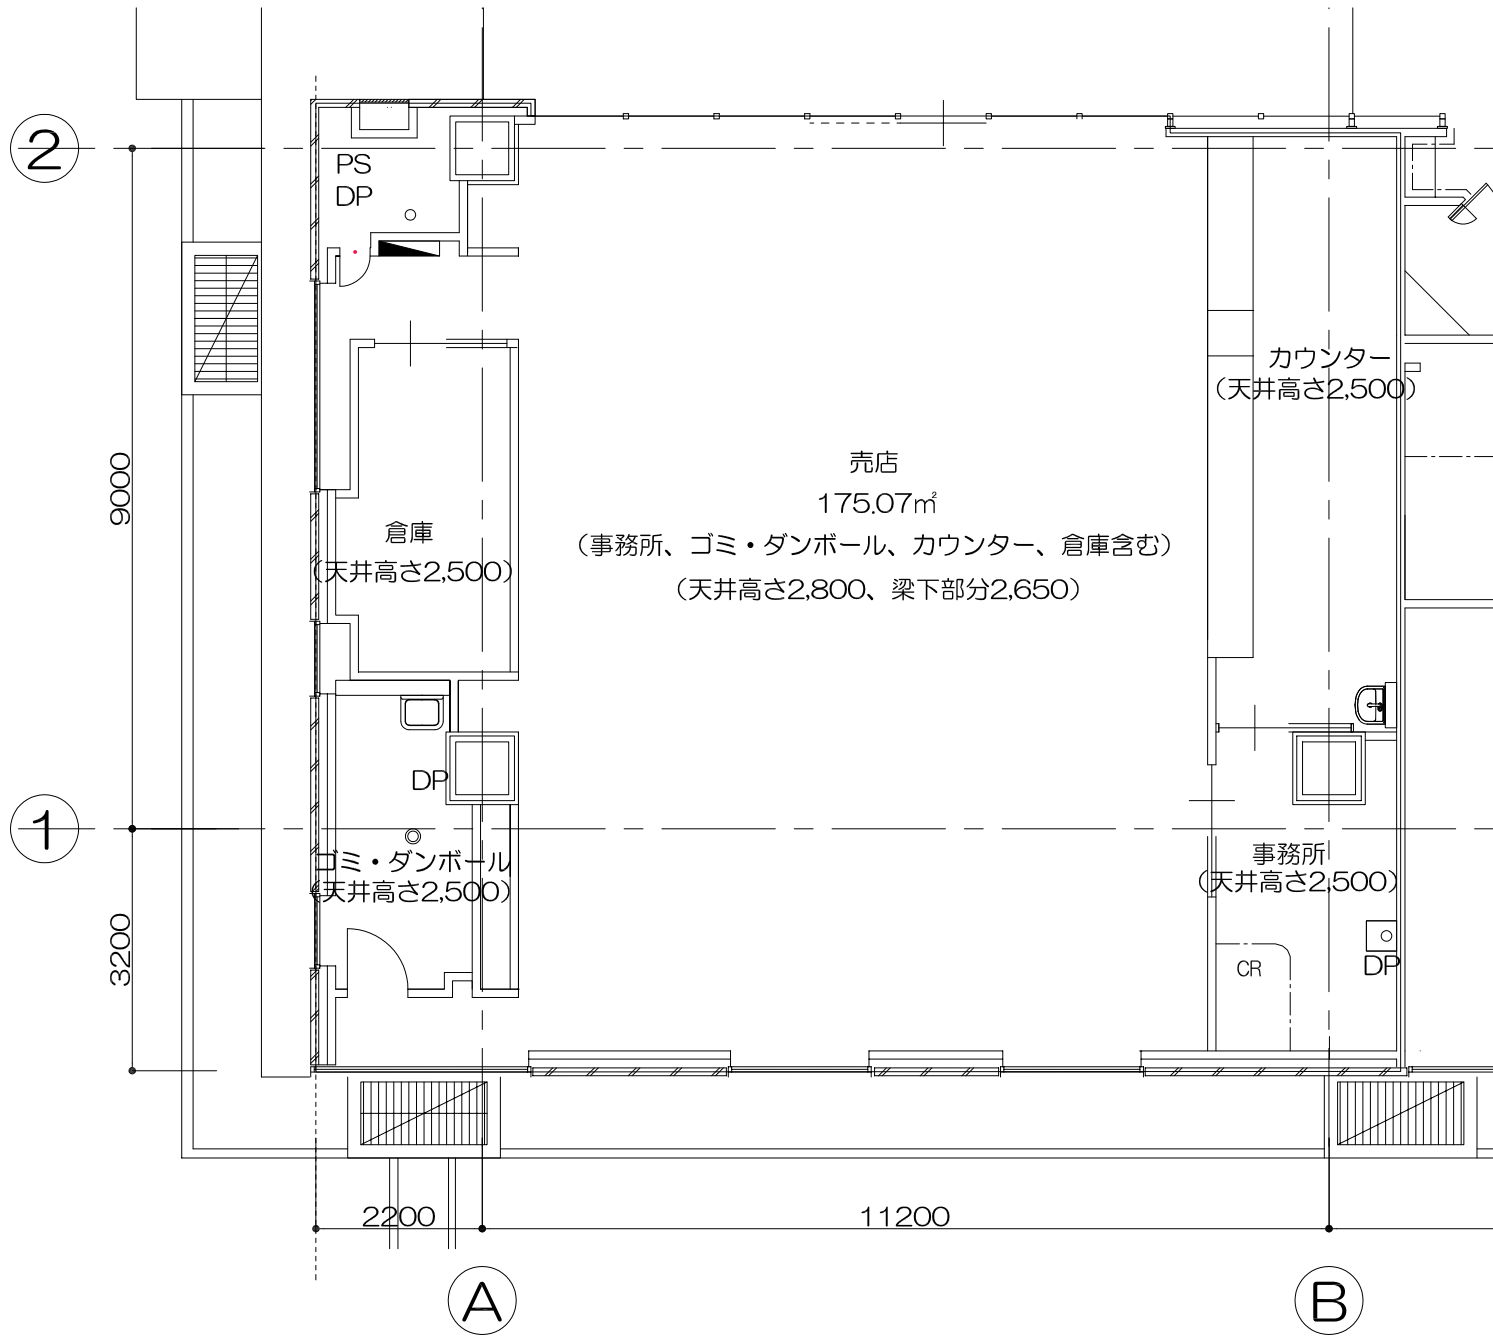 2
PS
DP
カウンター
（天井高さ2,500）
売店
175.07㎡
（事務所、ゴミ・ダンボール、カウンター、倉庫含む）
（天井高さ2,800、梁下部分2,650）
9000
倉庫
（天井高さ2,500）
DP
1
ゴミ・ダンボール
（天井高さ2,500）
事務所
（天井高さ2,500）
3200
CR
DP
2200
11200
A
B